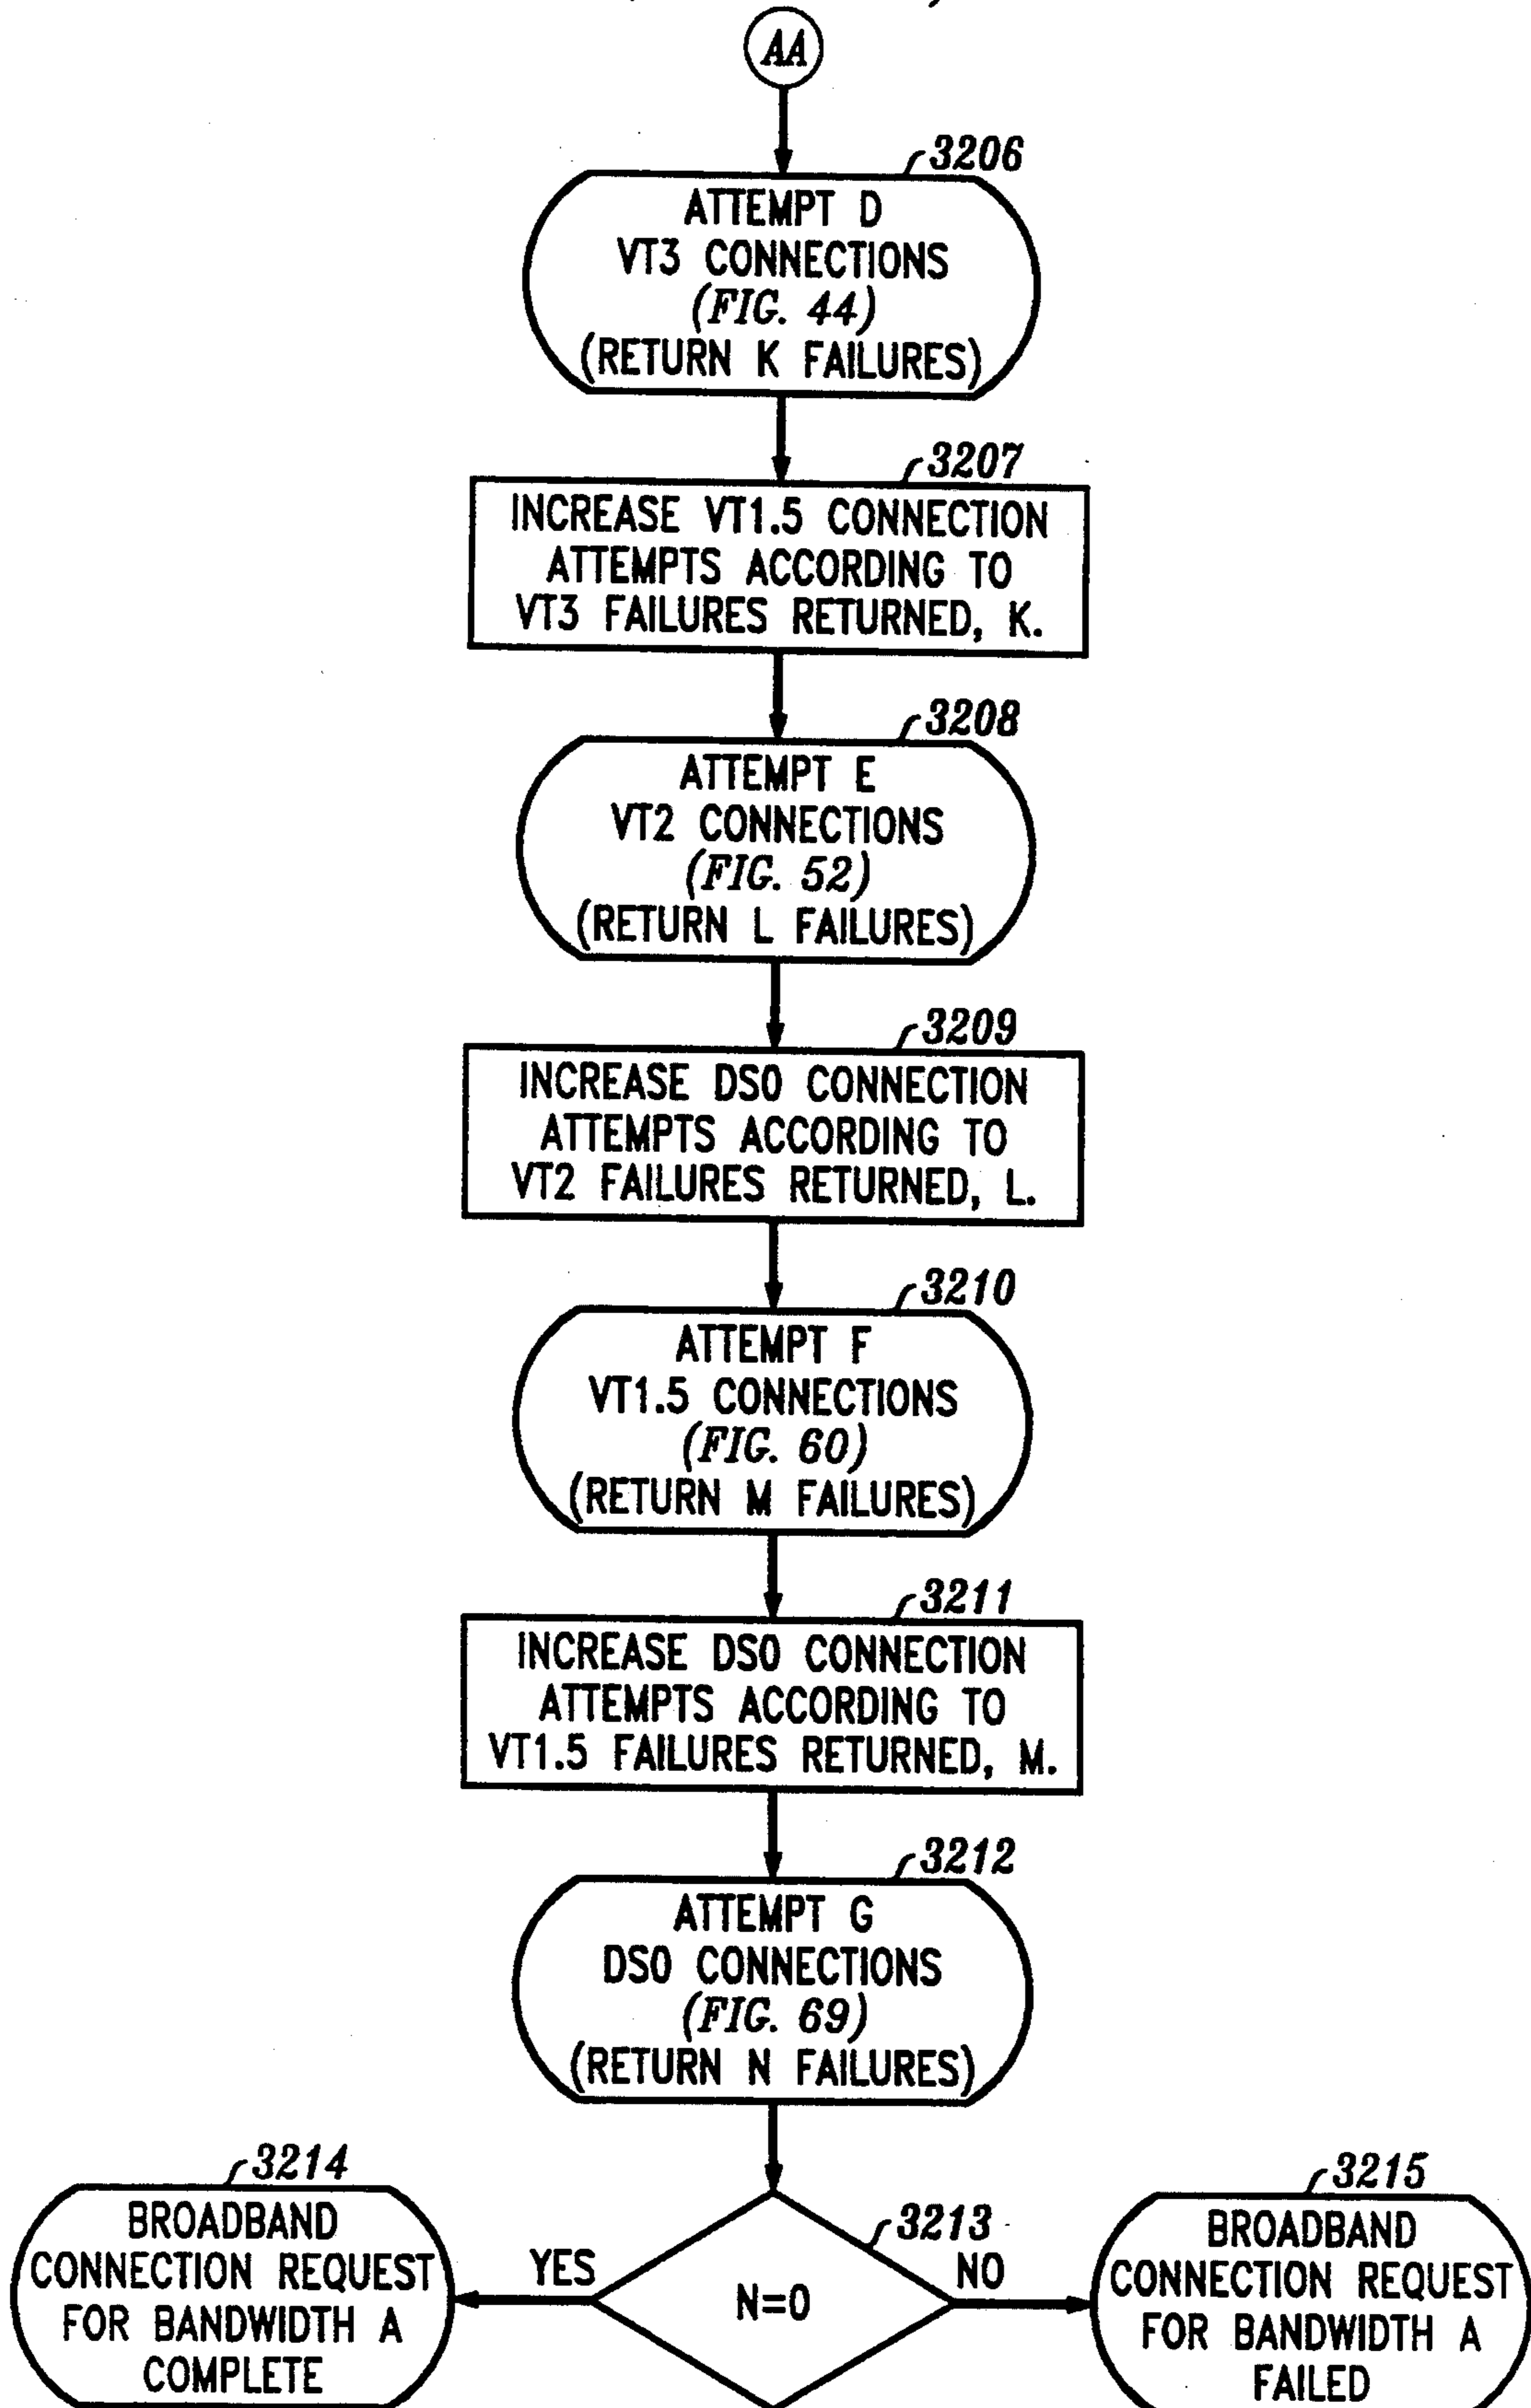 AA
3206
ATTEMPT D
VT3 CONNECTIONS
(FIG. 44)
(RETURN K FAILURES)
3207
INCREASE VT1.5 CONNECTION
ATTEMPTS ACCORDING TO
VT3 FAILURES RETURNED, K.
3208
ATTEMPT E
VT2 CONNECTIONS
(FIG. 52)
(RETURN L FAILURES)
3209
INCREASE DS0 CONNECTION
ATTEMPTS ACCORDING TO
VT2 FAILURES RETURNED, L.
3210
ATTEMPT F
VT1.5 CONNECTIONS
(FIG. 60)
(RETURN M FAILURES)
3211
INCREASE DS0 CONNECTION
ATTEMPTS ACCORDING TO
VT1.5 FAILURES RETURNED, M.
3212
ATTEMPT G
DS0 CONNECTIONS
(FIG. 69)
(RETURN N FAILURES)
3213
N=0
YES
NO
3214
BROADBAND
CONNECTION REQUEST
FOR BANDWIDTH A
COMPLETE
3215
BROADBAND
CONNECTION REQUEST
FOR BANDWIDTH A
FAILED